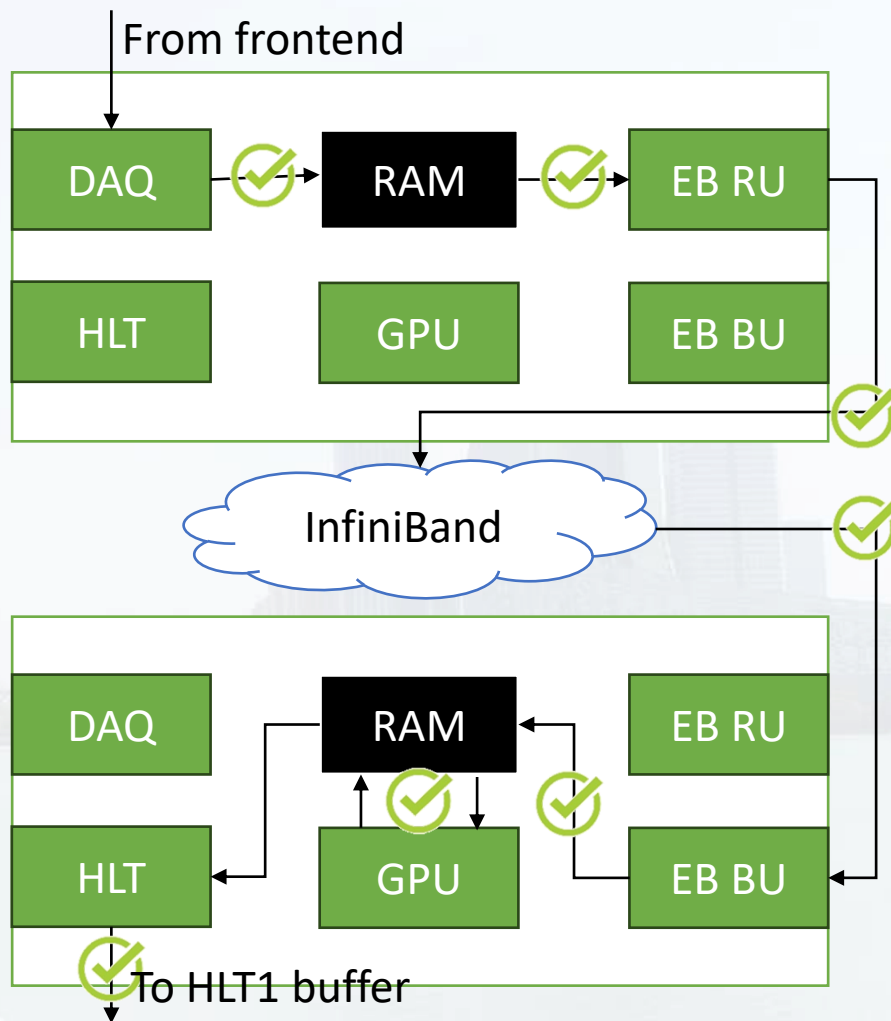 From frontend
DAQ
RAM
EB RU
HLT
GPU
EB BU
InfiniBand
DAQ
RAM
EB RU
HLT
GPU
EB BU
To HLT1 buffer